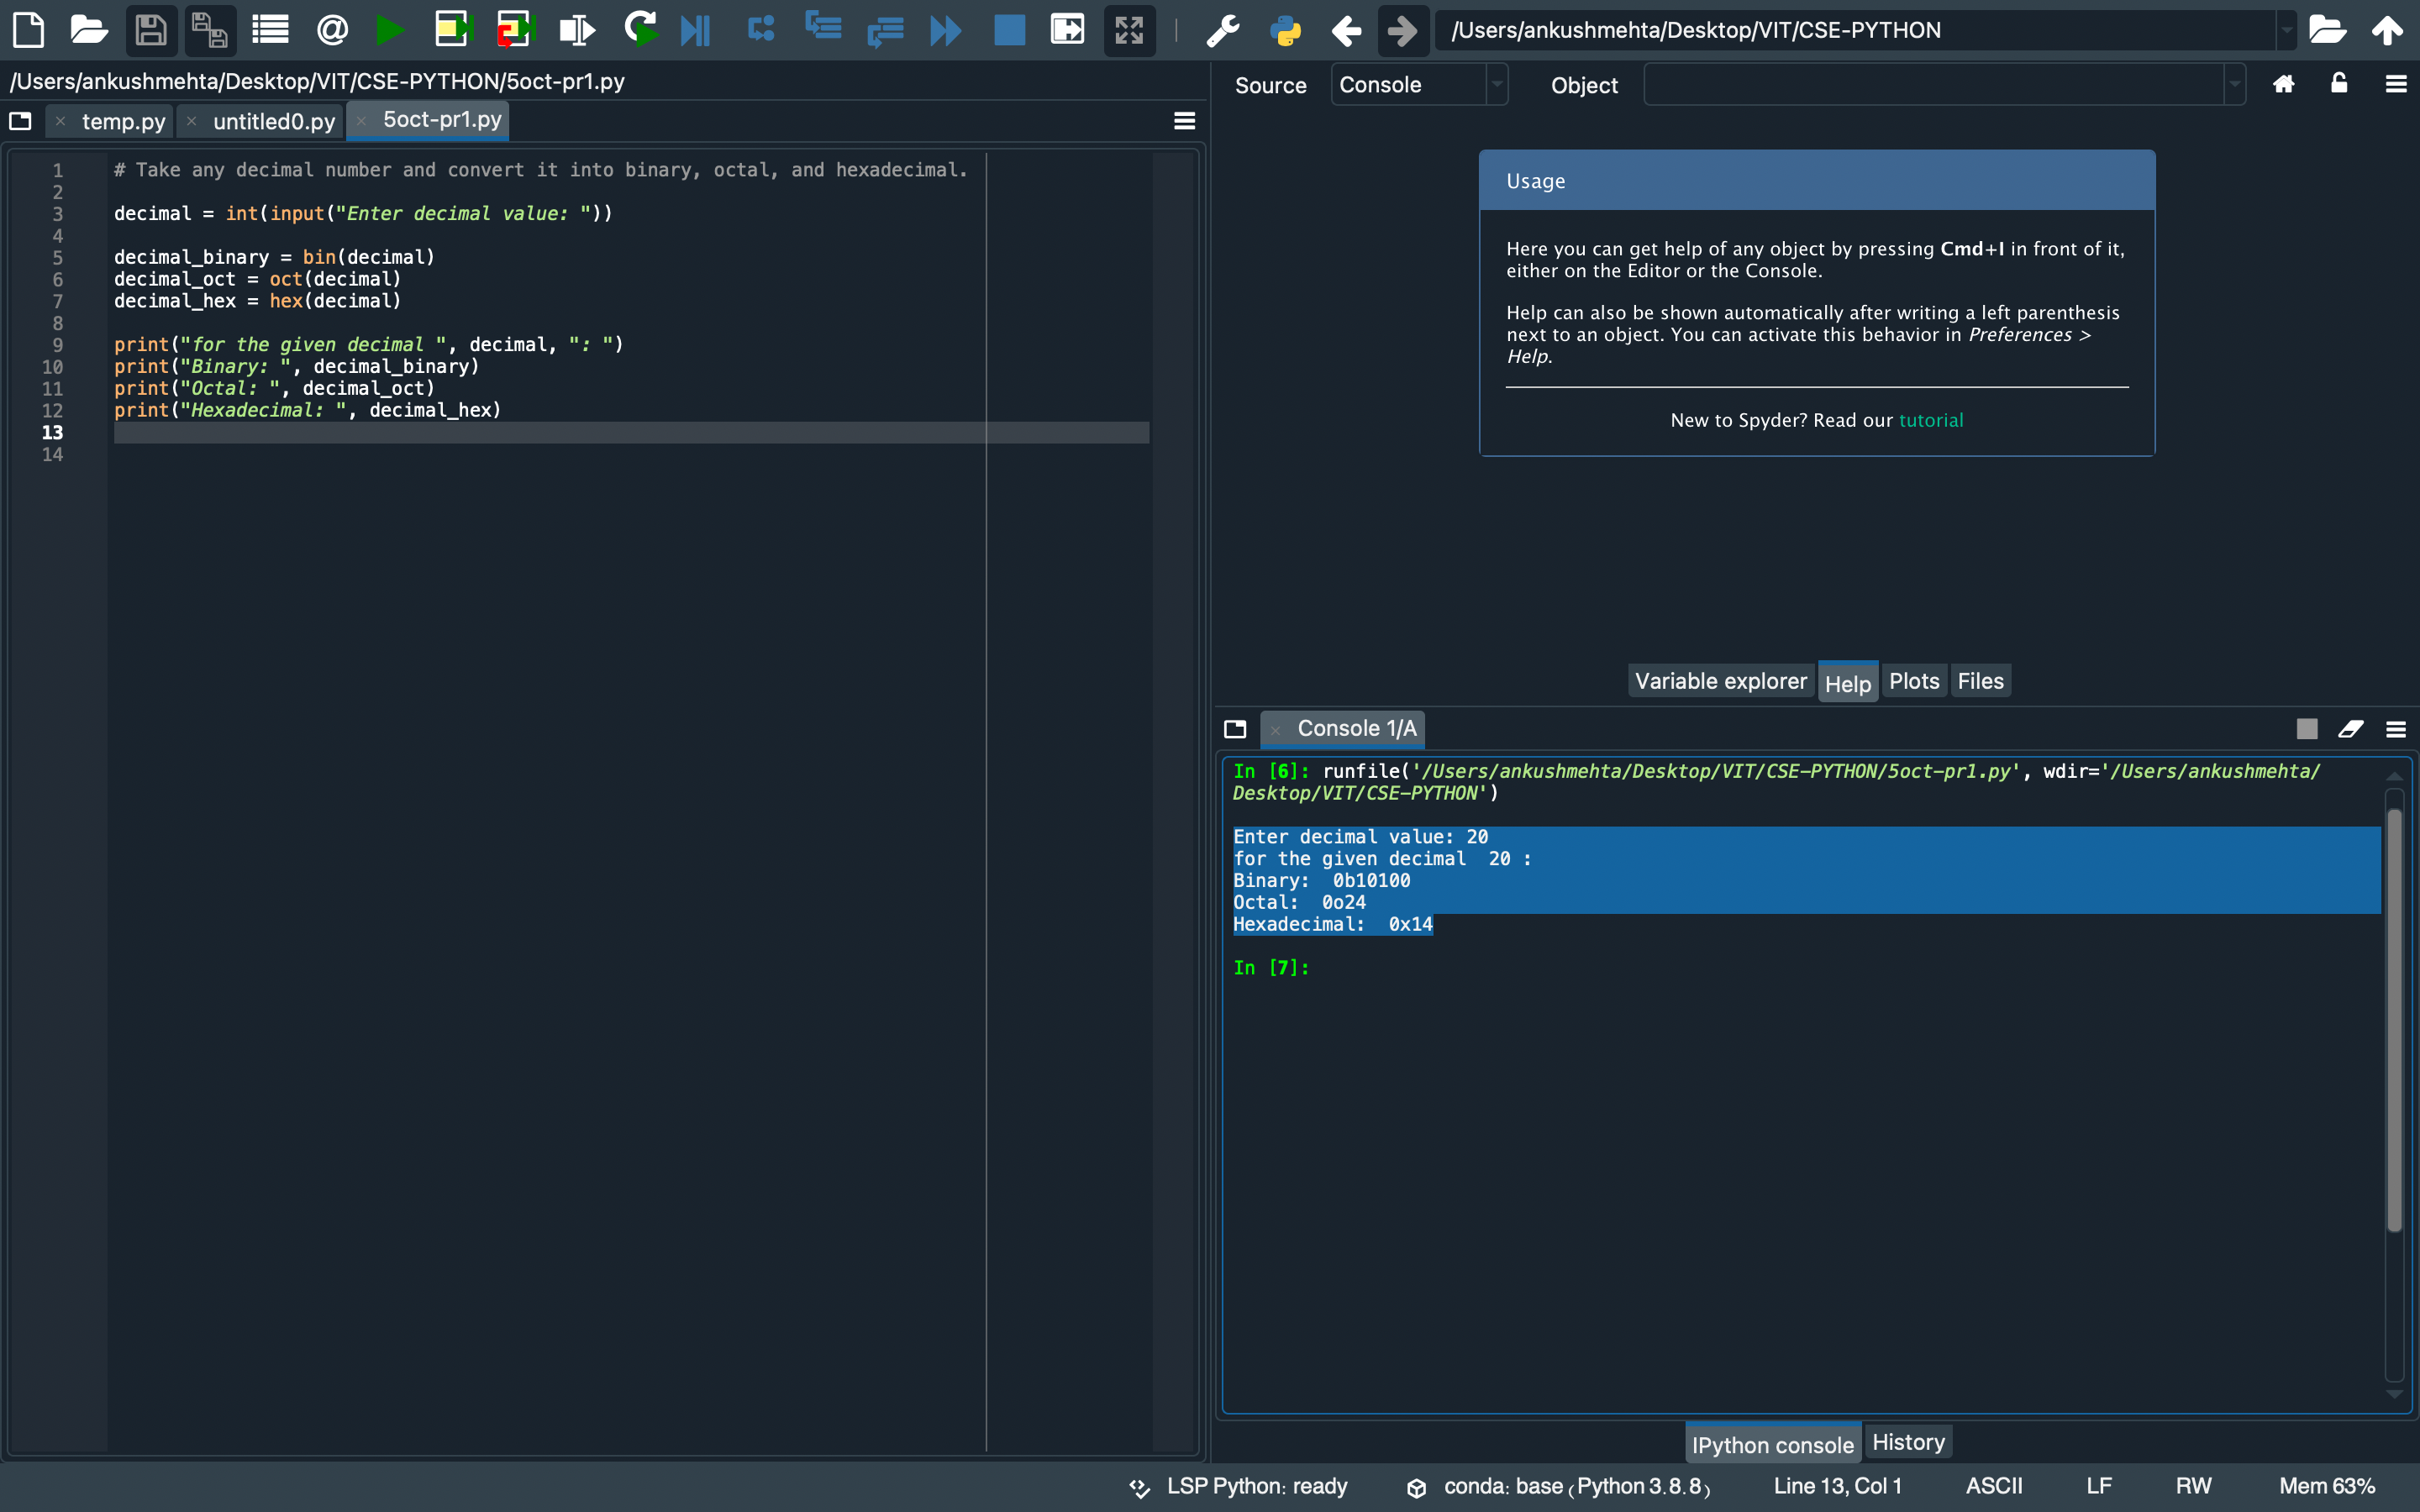 /Users/ankushmehta/Desktop/VIT/CSE-PYTHON
/Users/ankushmehta/Desktop/VIT/CSE-PYTHON/5oct-pr1.py
temp.py untitled0.py 5oct-pr1.py
1 # Take any decimal number and convert it into binary, octal, and hexadecimal.
2
3 decimal = int(input("Enter decimal value: "))
4
5 decimal_binary = bin(decimal)
6 decimal_oct = oct(decimal)
7 decimal_hex = hex(decimal)
8
9 print("for the given decimal ", decimal, ": ")
10 print("Binary: ", decimal_binary)
11 print("Octal: ", decimal_oct)
12 print("Hexadecimal: ", decimal_hex)
13
14
Source Console Object
Usage
Here you can get help of any object by pressing Cmd+I in front of it,
either on the Editor or the Console.
Help can also be shown automatically after writing a left parenthesis
next to an object. You can activate this behavior in Preferences >
Help.
New to Spyder? Read our tutorial
Variable explorer Help Plots Files
Console 1/A
In [6]: runfile('/Users/ankushmehta/Desktop/VIT/CSE-PYTHON/5oct-pr1.py', wdir='/Users/ankushmehta/
Desktop/VIT/CSE-PYTHON')
Enter decimal value: 20
for the given decimal  20 :
Binary:  0b10100
Octal:  0o24
Hexadecimal:  0x14
In [7]:
IPython console History
LSP Python: ready conda: base (Python 3.8.8) Line 13, Col 1 ASCII LF RW Mem 63%